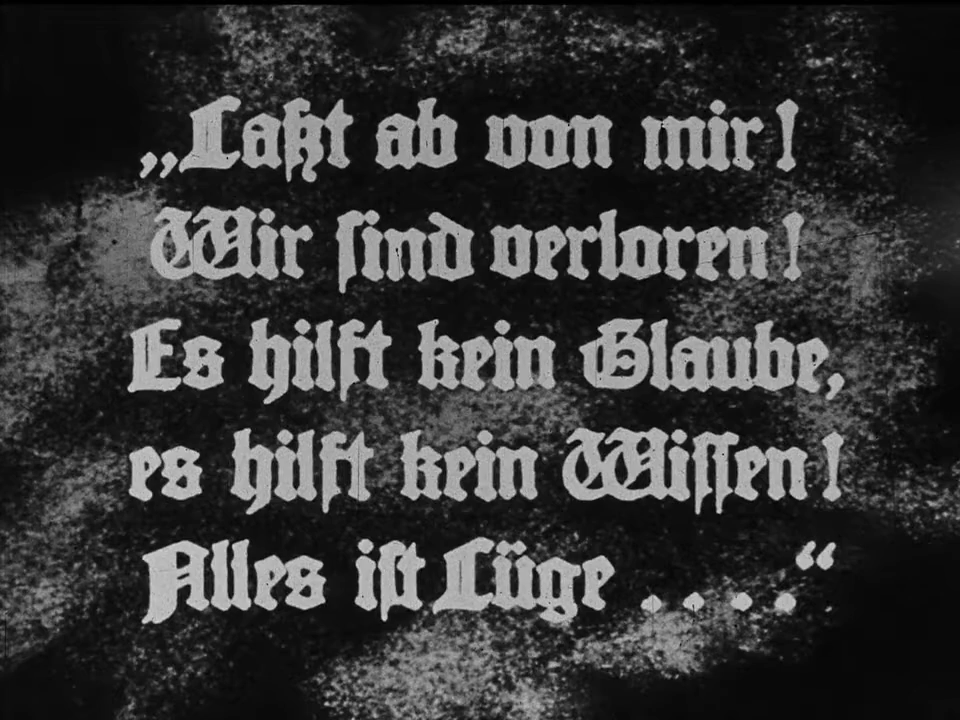 „Laßt ab von mir!
Wir sind verloren!
Es hilft kein Glaube,
es hilft kein Wissen!
Alles ist Lüge . . . .“